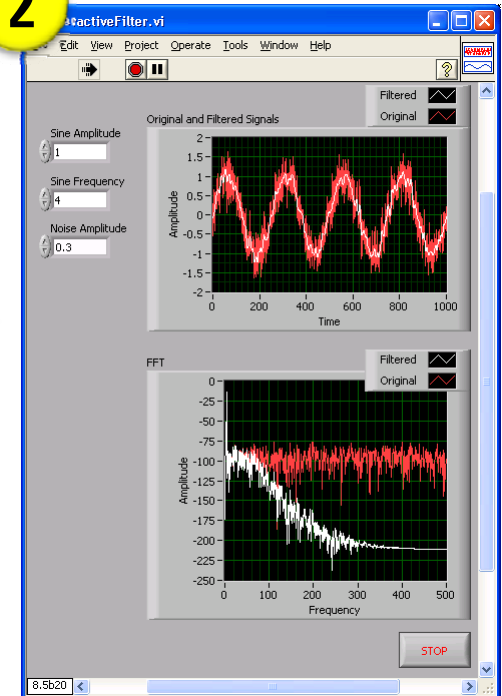 2
activeFilter.vi
Edit View Project Operate Tools Window Help
?
Filtered
Original
Original and Filtered Signals
Sine Amplitude
1
Sine Frequency
4
Noise Amplitude
0.3
Amplitude
2
1.5
1
0.5
0
-0.5
-1
-1.5
-2
0 200 400 600 800 1000
Time
Filtered
Original
FFT
Amplitude
0
-25
-50
-75
-100
-125
-150
-175
-200
-225
-250
0 100 200 300 400 500
Frequency
STOP
8.5b20